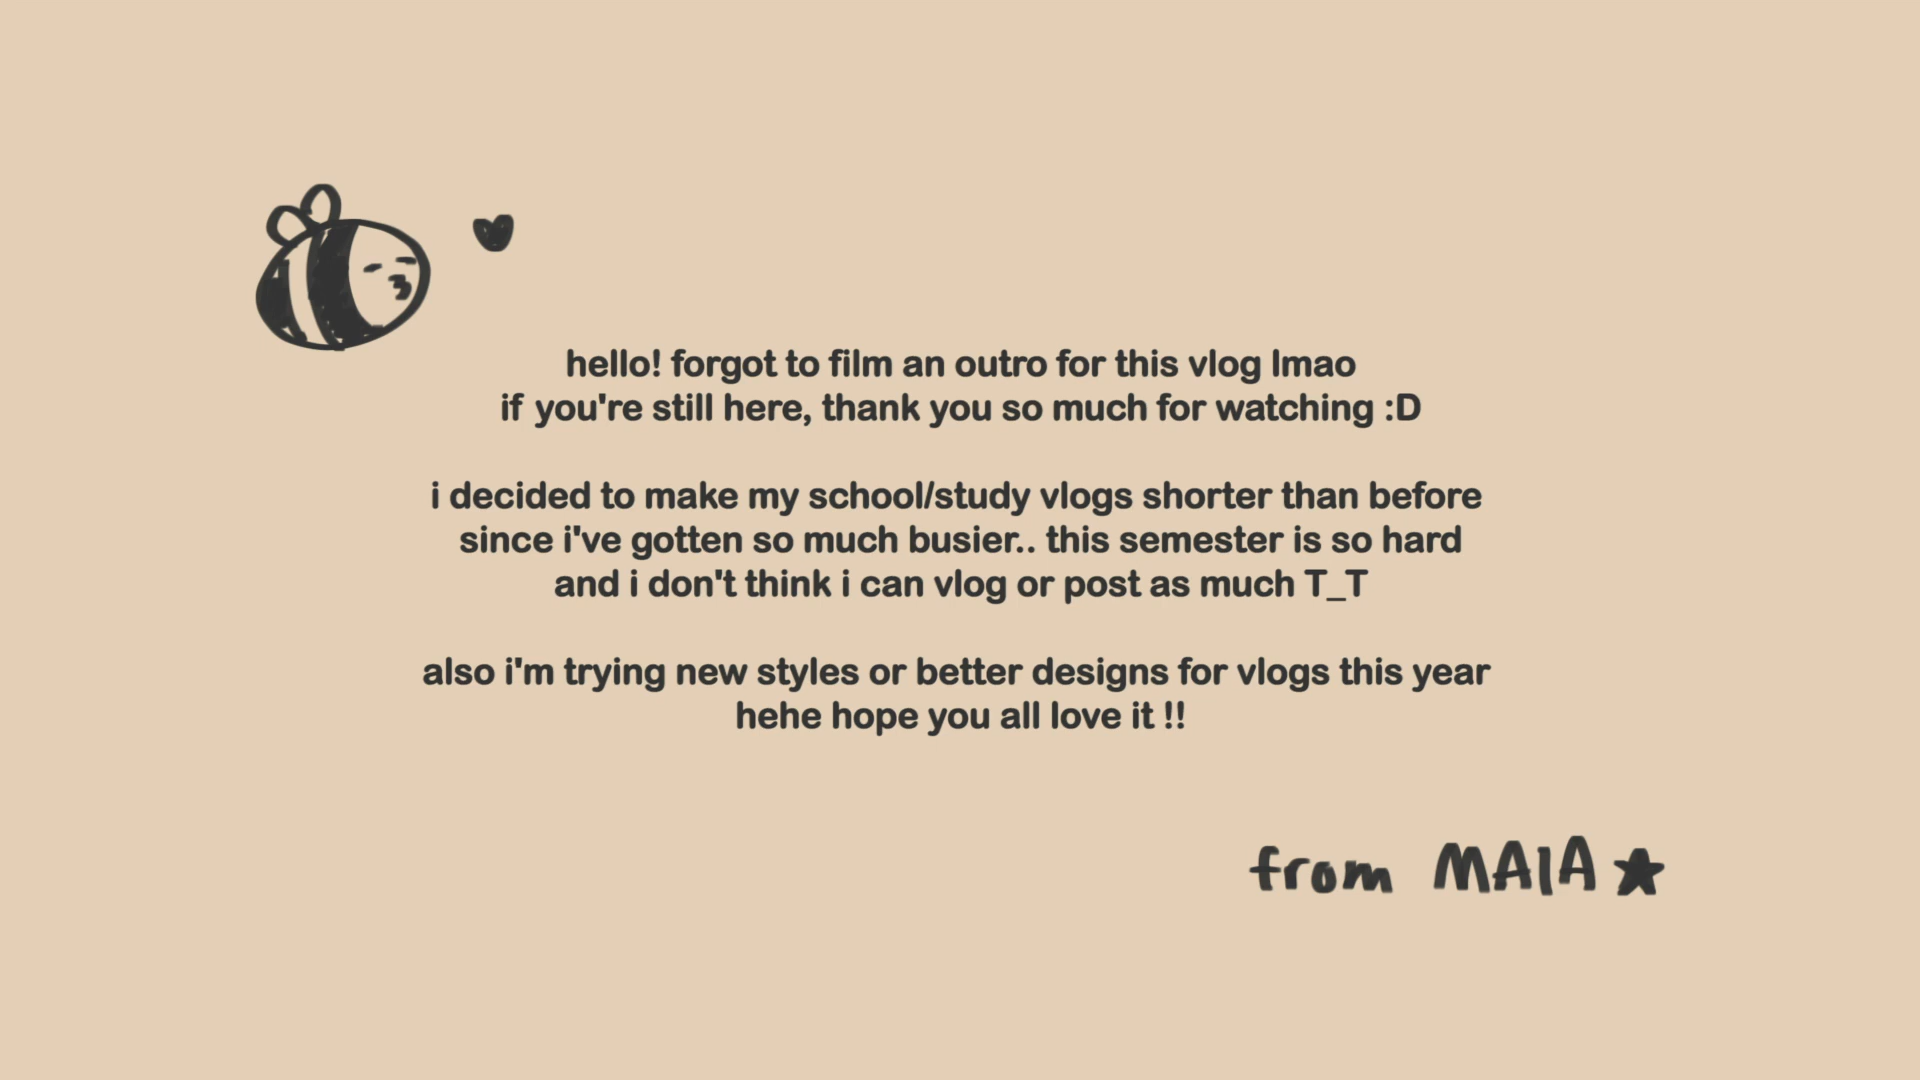 hello! forgot to film an outro for this vlog lmao
if you're still here, thank you so much for watching :D
i decided to make my school/study vlogs shorter than before
since i've gotten so much busier.. this semester is so hard
and i don't think i can vlog or post as much T_T
also i'm trying new styles or better designs for vlogs this year
hehe hope you all love it !!
from MAIA